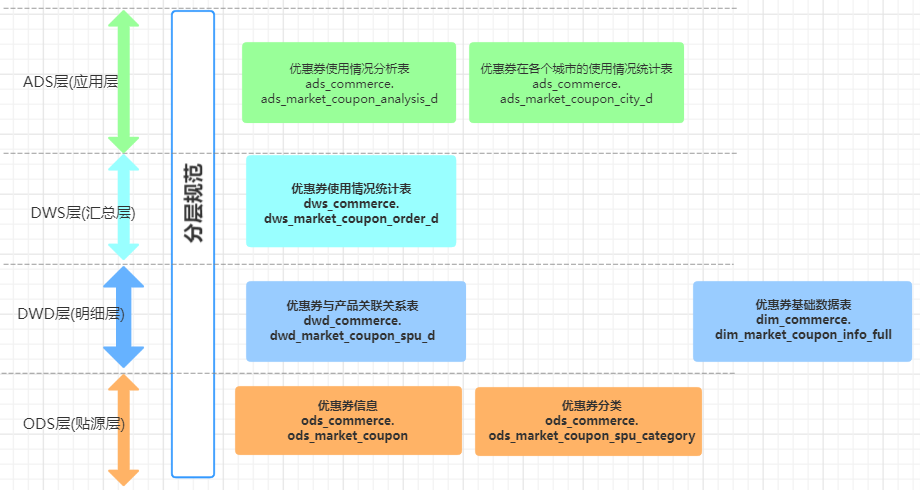 ADS层(应用层
分层规范
优惠券使用情况分析表
ads_commerce.
ads_market_coupon_analysis_d
优惠券在各个城市的使用情况统计表
ads_commerce.
ads_market_coupon_city_d
DWS层(汇总层)
优惠券使用情况统计表
dws_commerce.
dws_market_coupon_order_d
DWD层(明细层)
优惠券与产品关联关系表
dwd_commerce.
dwd_market_coupon_spu_d
优惠券基础数据表
dim_commerce.
dim_market_coupon_info_full
ODS层(贴源层)
优惠券信息
ods_commerce.
ods_market_coupon
优惠券分类
ods_commerce.
ods_market_coupon_spu_category